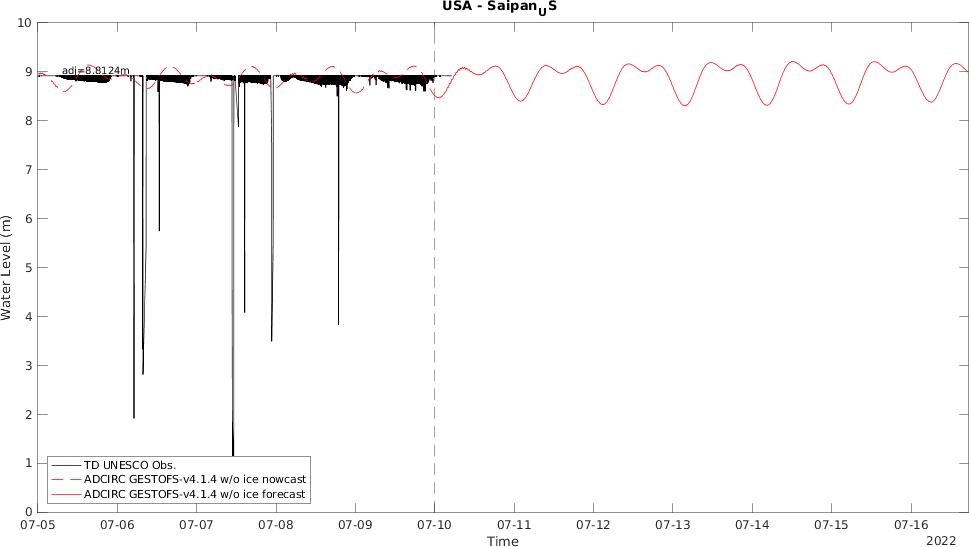 USA - Saipan_US
10
9
8
7
6
5
4
3
2
1
0
adj=8.8124m
Water Level (m)
TD UNESCO Obs.
ADCIRC GESTOFS-v4.1.4 w/o ice nowcast
ADCIRC GESTOFS-v4.1.4 w/o ice forecast
07-05 07-06 07-07 07-08 07-09 07-10 07-11 07-12 07-13 07-14 07-15 07-16
Time
2022